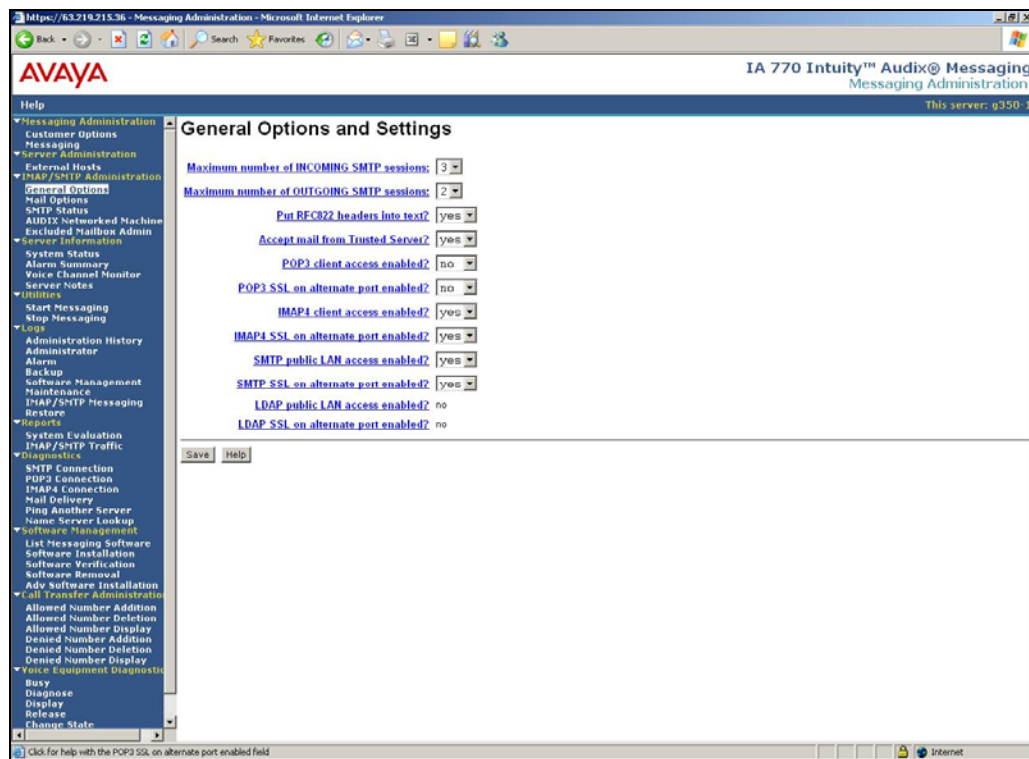 https://63.219.215.36 - Messaging Administration - Microsoft Internet Explorer
Back Search Favorites
AVAYA
IA 770 Intuity™ Audix® Messaging
Messaging Administration
Help
This server: g350-1
Messaging Administration
Customer Options
Messaging
Server Administration
External Hosts
IMAP/SMTP Administration
General Options
Mail Options
SMTP Status
AUDIX Networked Machine
Excluded Mailbox Admin
Server Information
System Status
Alarm Summary
Voice Channel Monitor
Server Notes
Utilities
Start Messaging
Stop Messaging
Logs
Administration History
Administrator
Alarm
Backup
Software Management
Maintenance
IMAP/SMTP Messaging
Restore
Reports
System Evaluation
IMAP/SMTP Traffic
Diagnostics
SMTP Connection
POP3 Connection
IMAP4 Connection
Mail Delivery
Ping Another Server
Name Server Lookup
Software Management
List Messaging Software
Software Installation
Software Verification
Software Removal
Adv Software Installation
Call Transfer Administratio
Allowed Number Addition
Allowed Number Deletion
Allowed Number Display
Denied Number Addition
Denied Number Deletion
Denied Number Display
Voice Equipment Diagnostic
Busy
Diagnose
Display
Release
Change State
General Options and Settings
Maximum number of INCOMING SMTP sessions: 3
Maximum number of OUTGOING SMTP sessions: 2
Put RFC822 headers into text? yes
Accept mail from Trusted Server? yes
POP3 client access enabled? no
POP3 SSL on alternate port enabled? no
IMAP4 client access enabled? yes
IMAP4 SSL on alternate port enabled? yes
SMTP public LAN access enabled? yes
SMTP SSL on alternate port enabled? yes
LDAP public LAN access enabled? no
LDAP SSL on alternate port enabled? no
Save Help
Click for help with the POP3 SSL on alternate port enabled field
Internet